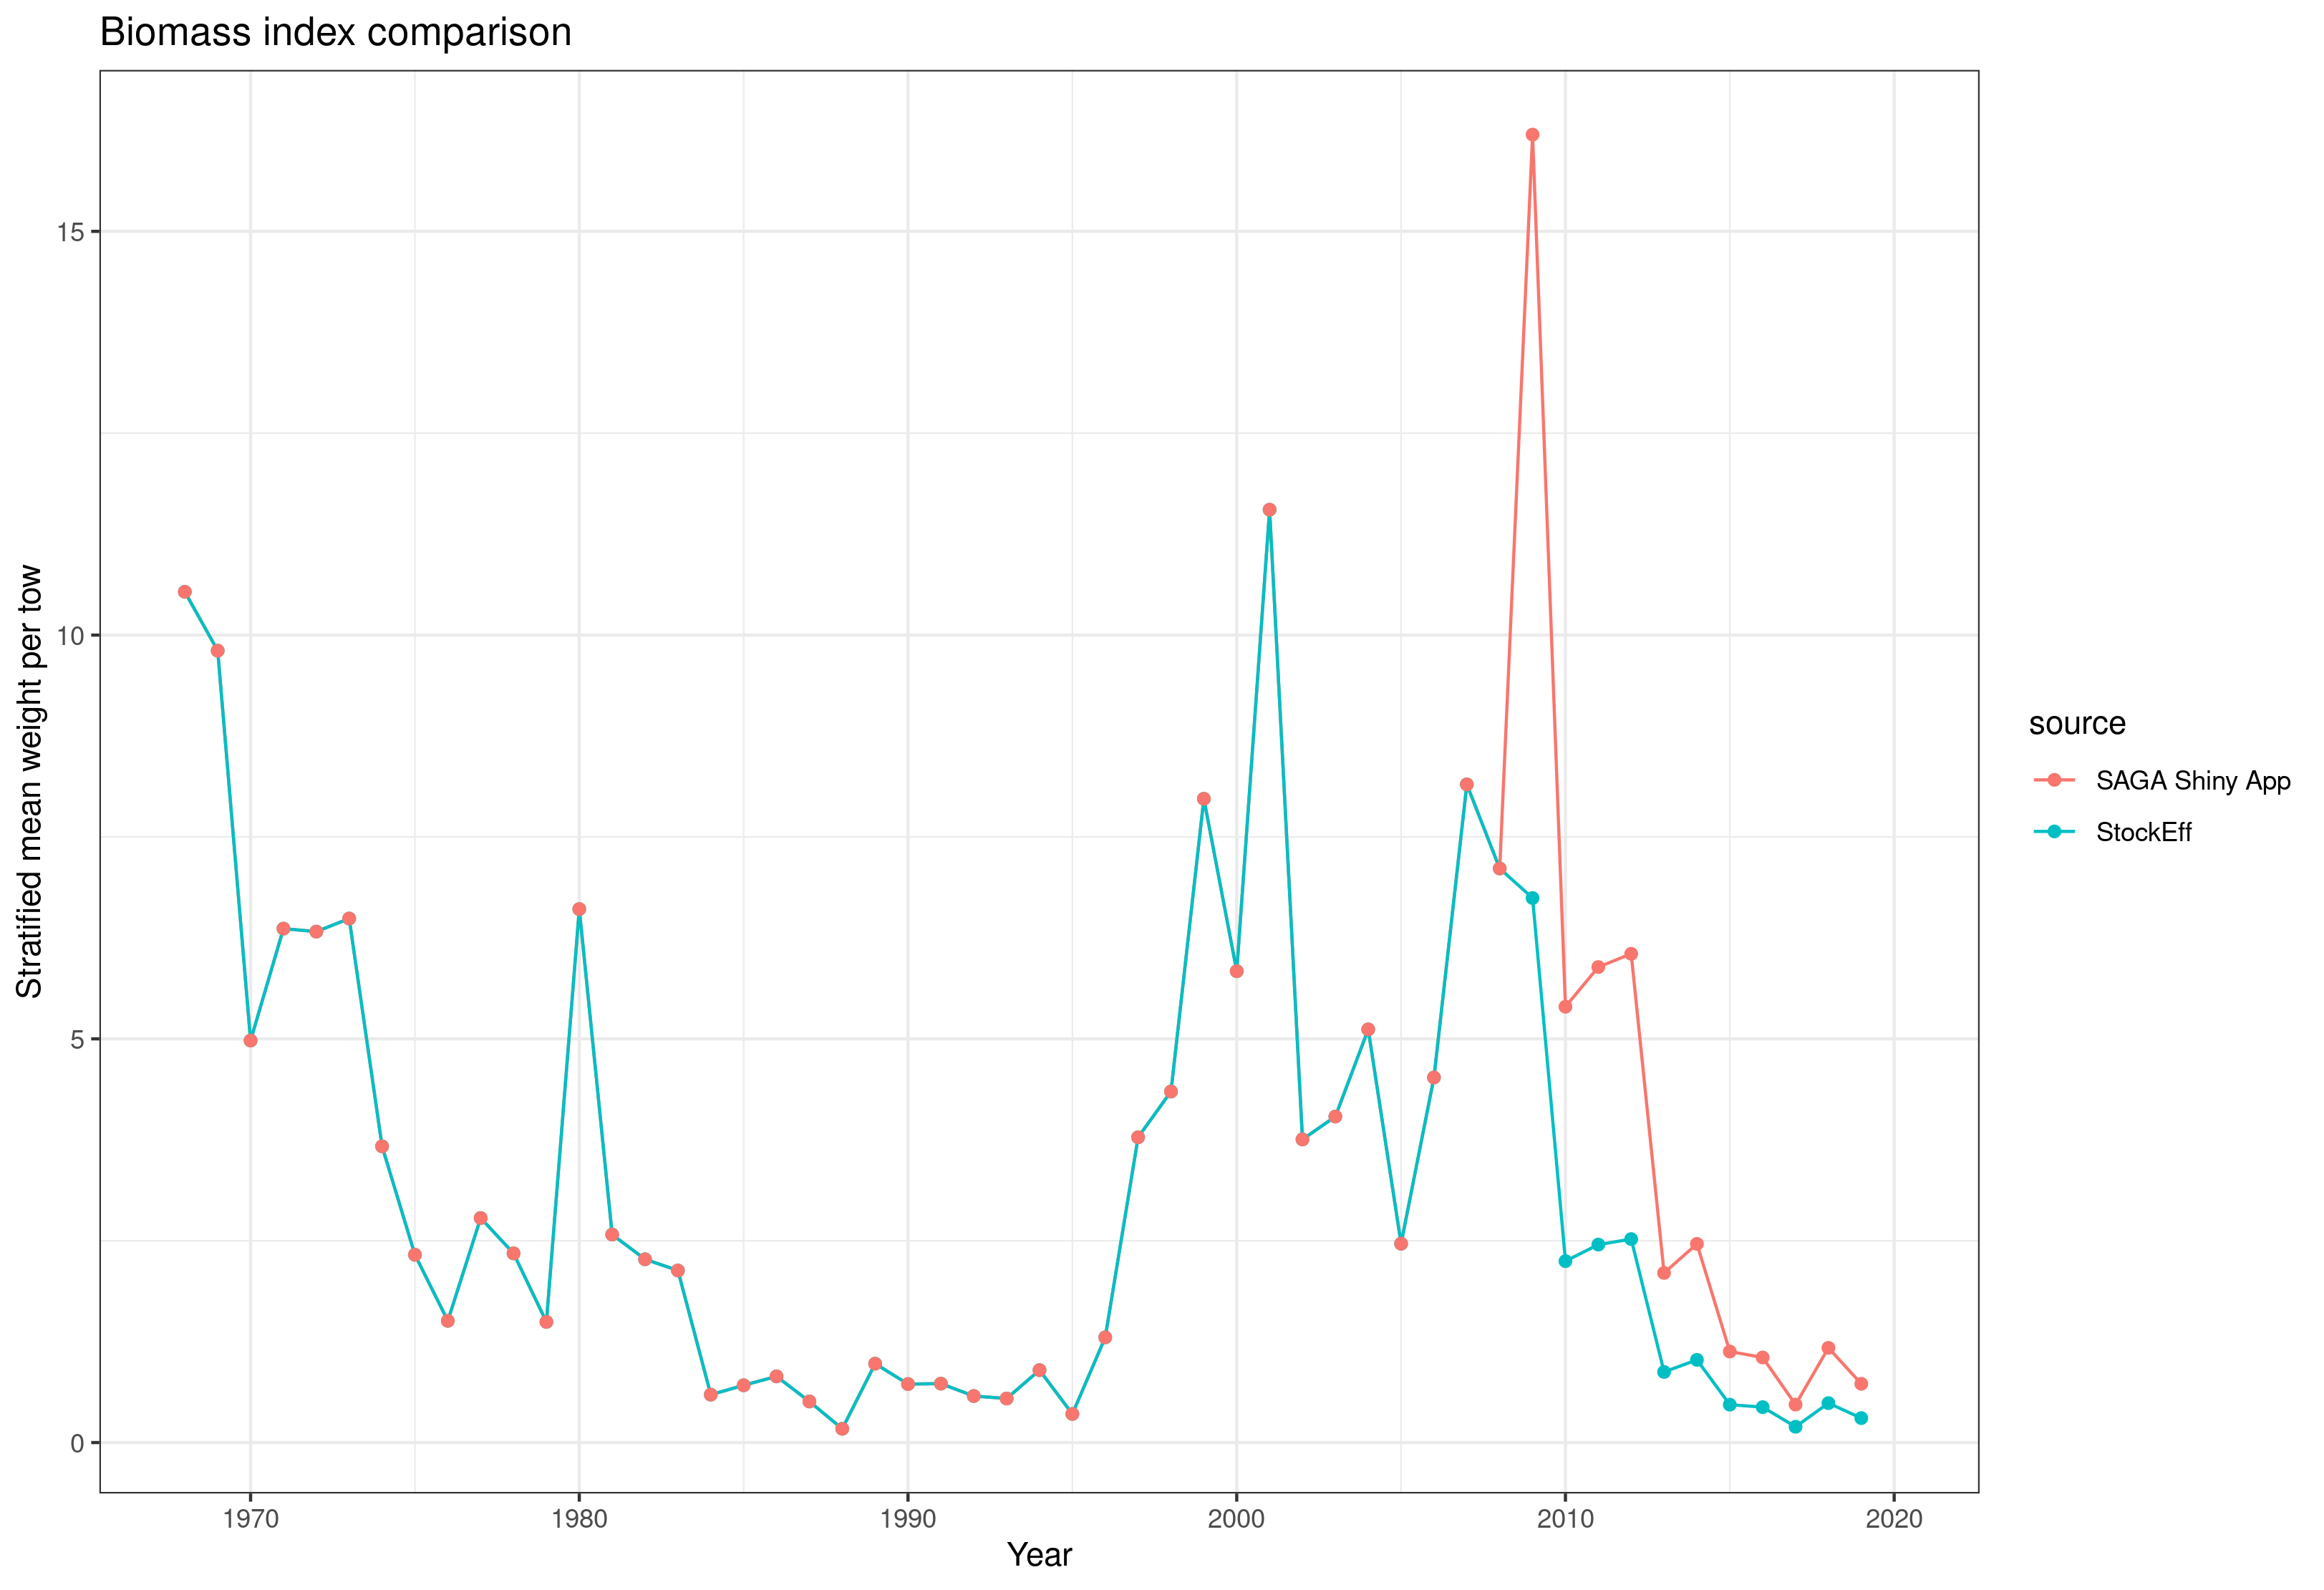 Biomass index comparison
Stratified mean weight per tow
15
10
5
0
1970 1980 1990 2000 2010 2020
Year
source
SAGA Shiny App
StockEff